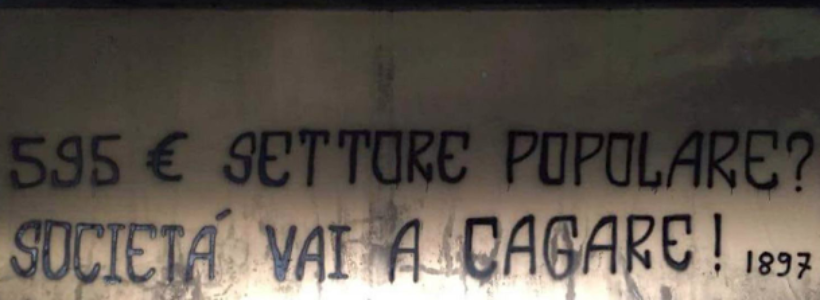 595 € SETTORE POPOLARE?
SOCIETÁ VAI A CAGARE! 1897